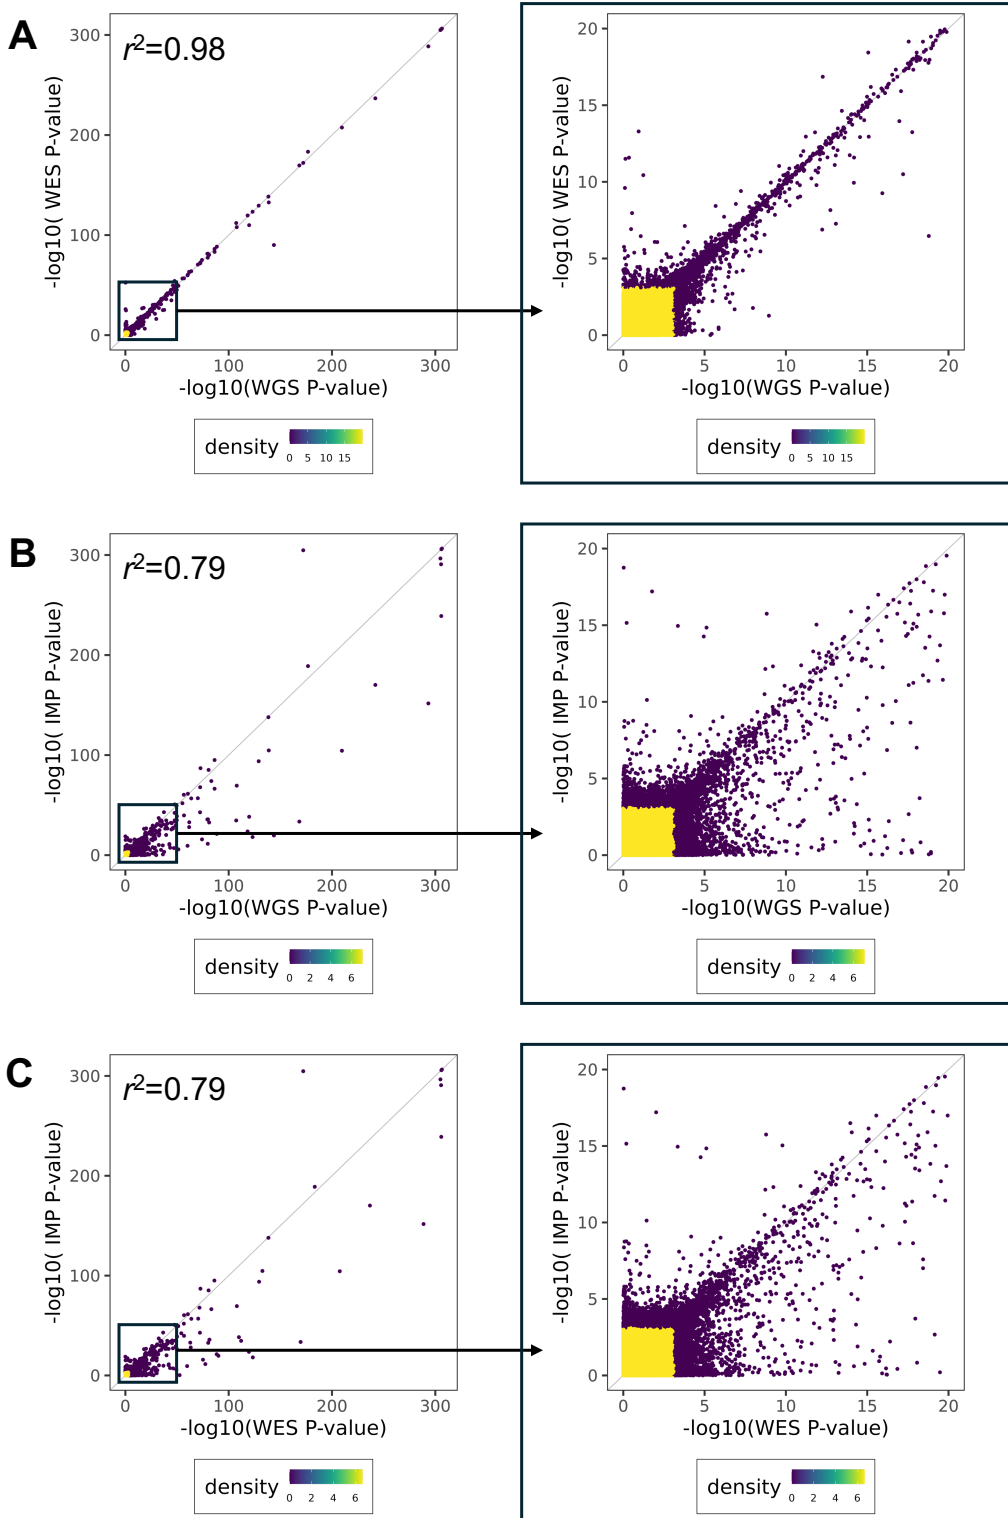 A
r²=0.98
300
200
100
0
-log10( WES P-value)
0 100 200 300
-log10(WGS P-value)
density
0 5 10 15
20
15
10
5
0
-log10( WES P-value)
0 5 10 15 20
-log10(WGS P-value)
density
0 5 10 15
B
r²=0.79
300
200
100
0
-log10( IMP P-value)
0 100 200 300
-log10(WGS P-value)
density
0 2 4 6
20
15
10
5
0
-log10( IMP P-value)
0 5 10 15 20
-log10(WGS P-value)
density
0 2 4 6
C
r²=0.79
300
200
100
0
-log10( IMP P-value)
0 100 200 300
-log10(WES P-value)
density
0 2 4 6
20
15
10
5
0
-log10( IMP P-value)
0 5 10 15 20
-log10(WES P-value)
density
0 2 4 6